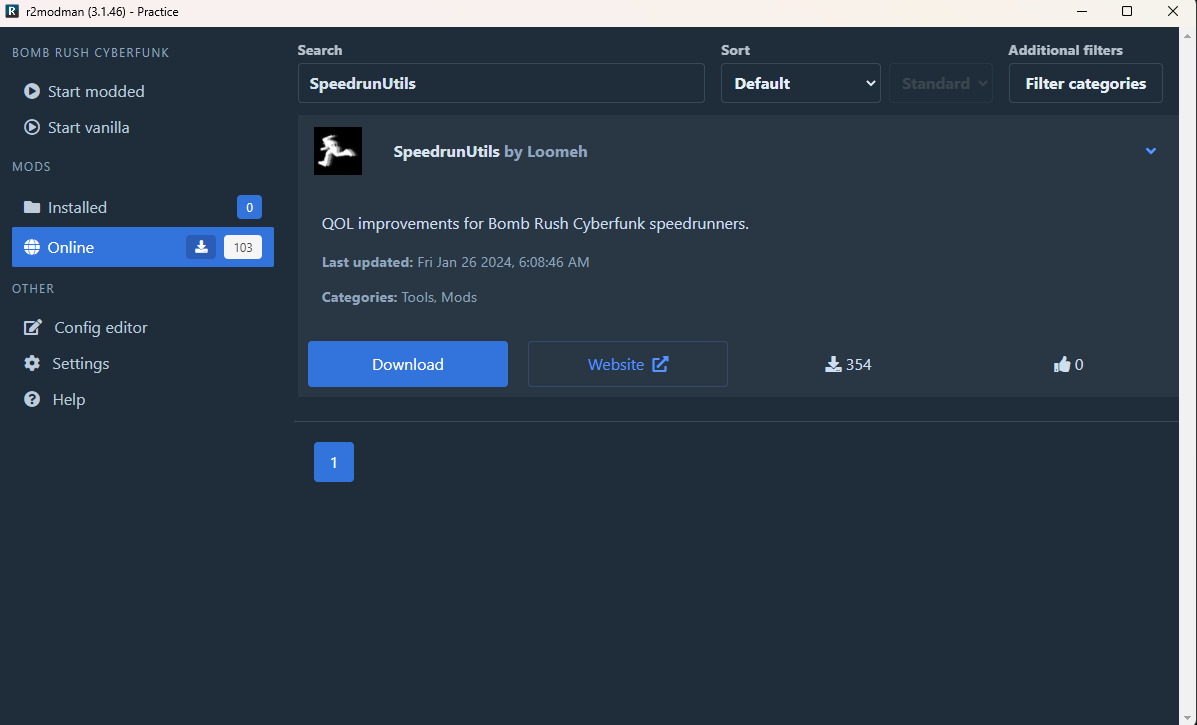 R r2modman (3.1.46) - Practice
BOMB RUSH CYBERFUNK
Start modded
Start vanilla
MODS
Installed 0
Online 103
OTHER
Config editor
Settings
? Help
Search
SpeedrunUtils
Sort
Default
Standard
Additional filters
Filter categories
SpeedrunUtils by Loomeh
QOL improvements for Bomb Rush Cyberfunk speedrunners.
Last updated: Fri Jan 26 2024, 6:08:46 AM
Categories: Tools, Mods
Download
Website
354
0
1